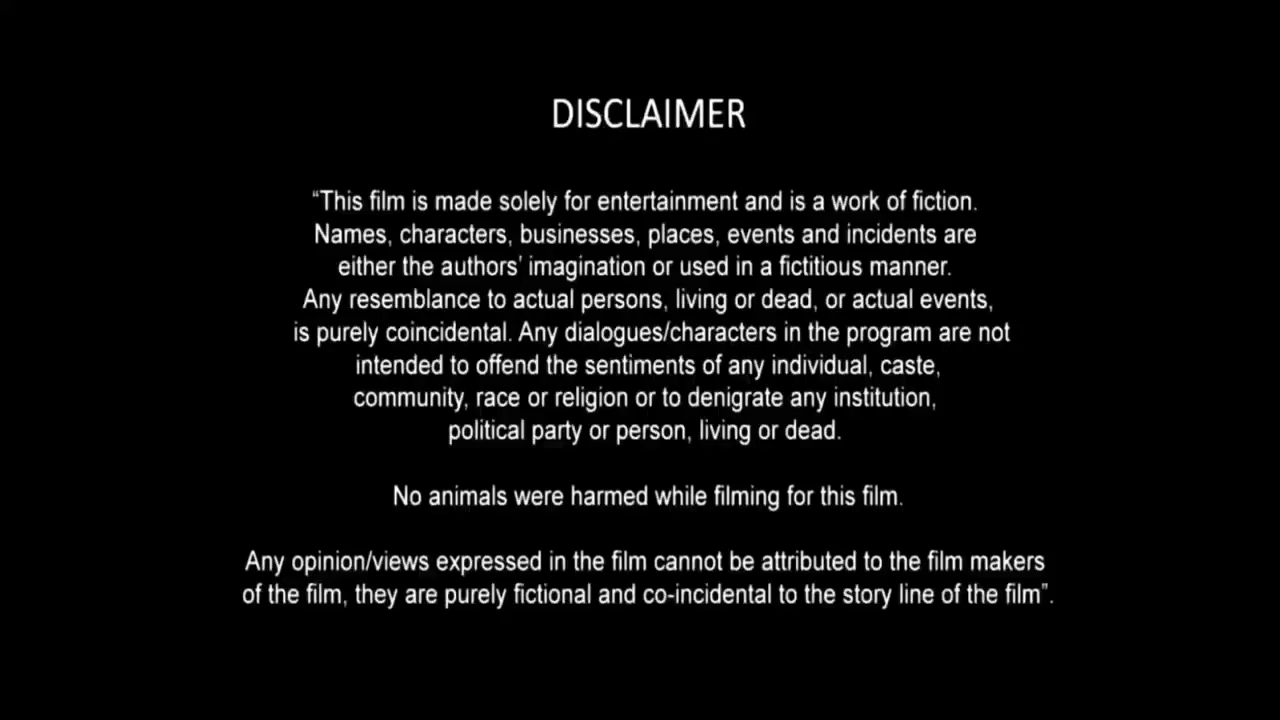 DISCLAIMER
“This film is made solely for entertainment and is a work of fiction.
Names, characters, businesses, places, events and incidents are
either the authors’ imagination or used in a fictitious manner.
Any resemblance to actual persons, living or dead, or actual events,
is purely coincidental. Any dialogues/characters in the program are not
intended to offend the sentiments of any individual, caste,
community, race or religion or to denigrate any institution,
political party or person, living or dead.
No animals were harmed while filming for this film.
Any opinion/views expressed in the film cannot be attributed to the film makers
of the film, they are purely fictional and co-incidental to the story line of the film”.